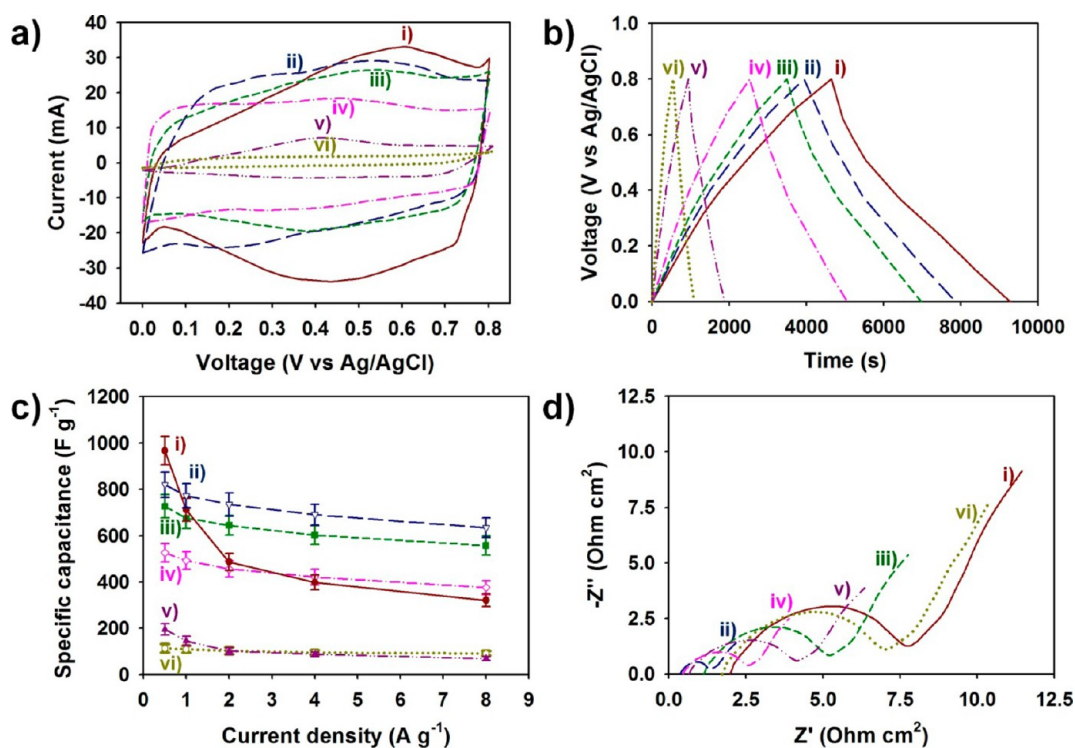 a)
Current (mA)
40
30
20
10
0
-10
-20
-30
-40
i)
ii)
iii)
iv)
v)
vi)
0.0 0.1 0.2 0.3 0.4 0.5 0.6 0.7 0.8
Voltage (V vs Ag/AgCl)
b)
Voltage (V vs Ag/AgCl)
1.0
0.8
0.6
0.4
0.2
0.0
vi) v) iv) iii) ii) i)
0 2000 4000 6000 8000 10000
Time (s)
c)
Specific capacitance (F g-1)
1200
1000
800
600
400
200
0
i)
ii)
iii)
iv)
v)
vi)
0 1 2 3 4 5 6 7 8 9
Current density (A g-1)
d)
-Z'' (Ohm cm2)
12.5
10.0
7.5
5.0
2.5
0.0
i)
vi)
iii)
v)
iv)
ii)
0.0 2.5 5.0 7.5 10.0 12.5
Z' (Ohm cm2)